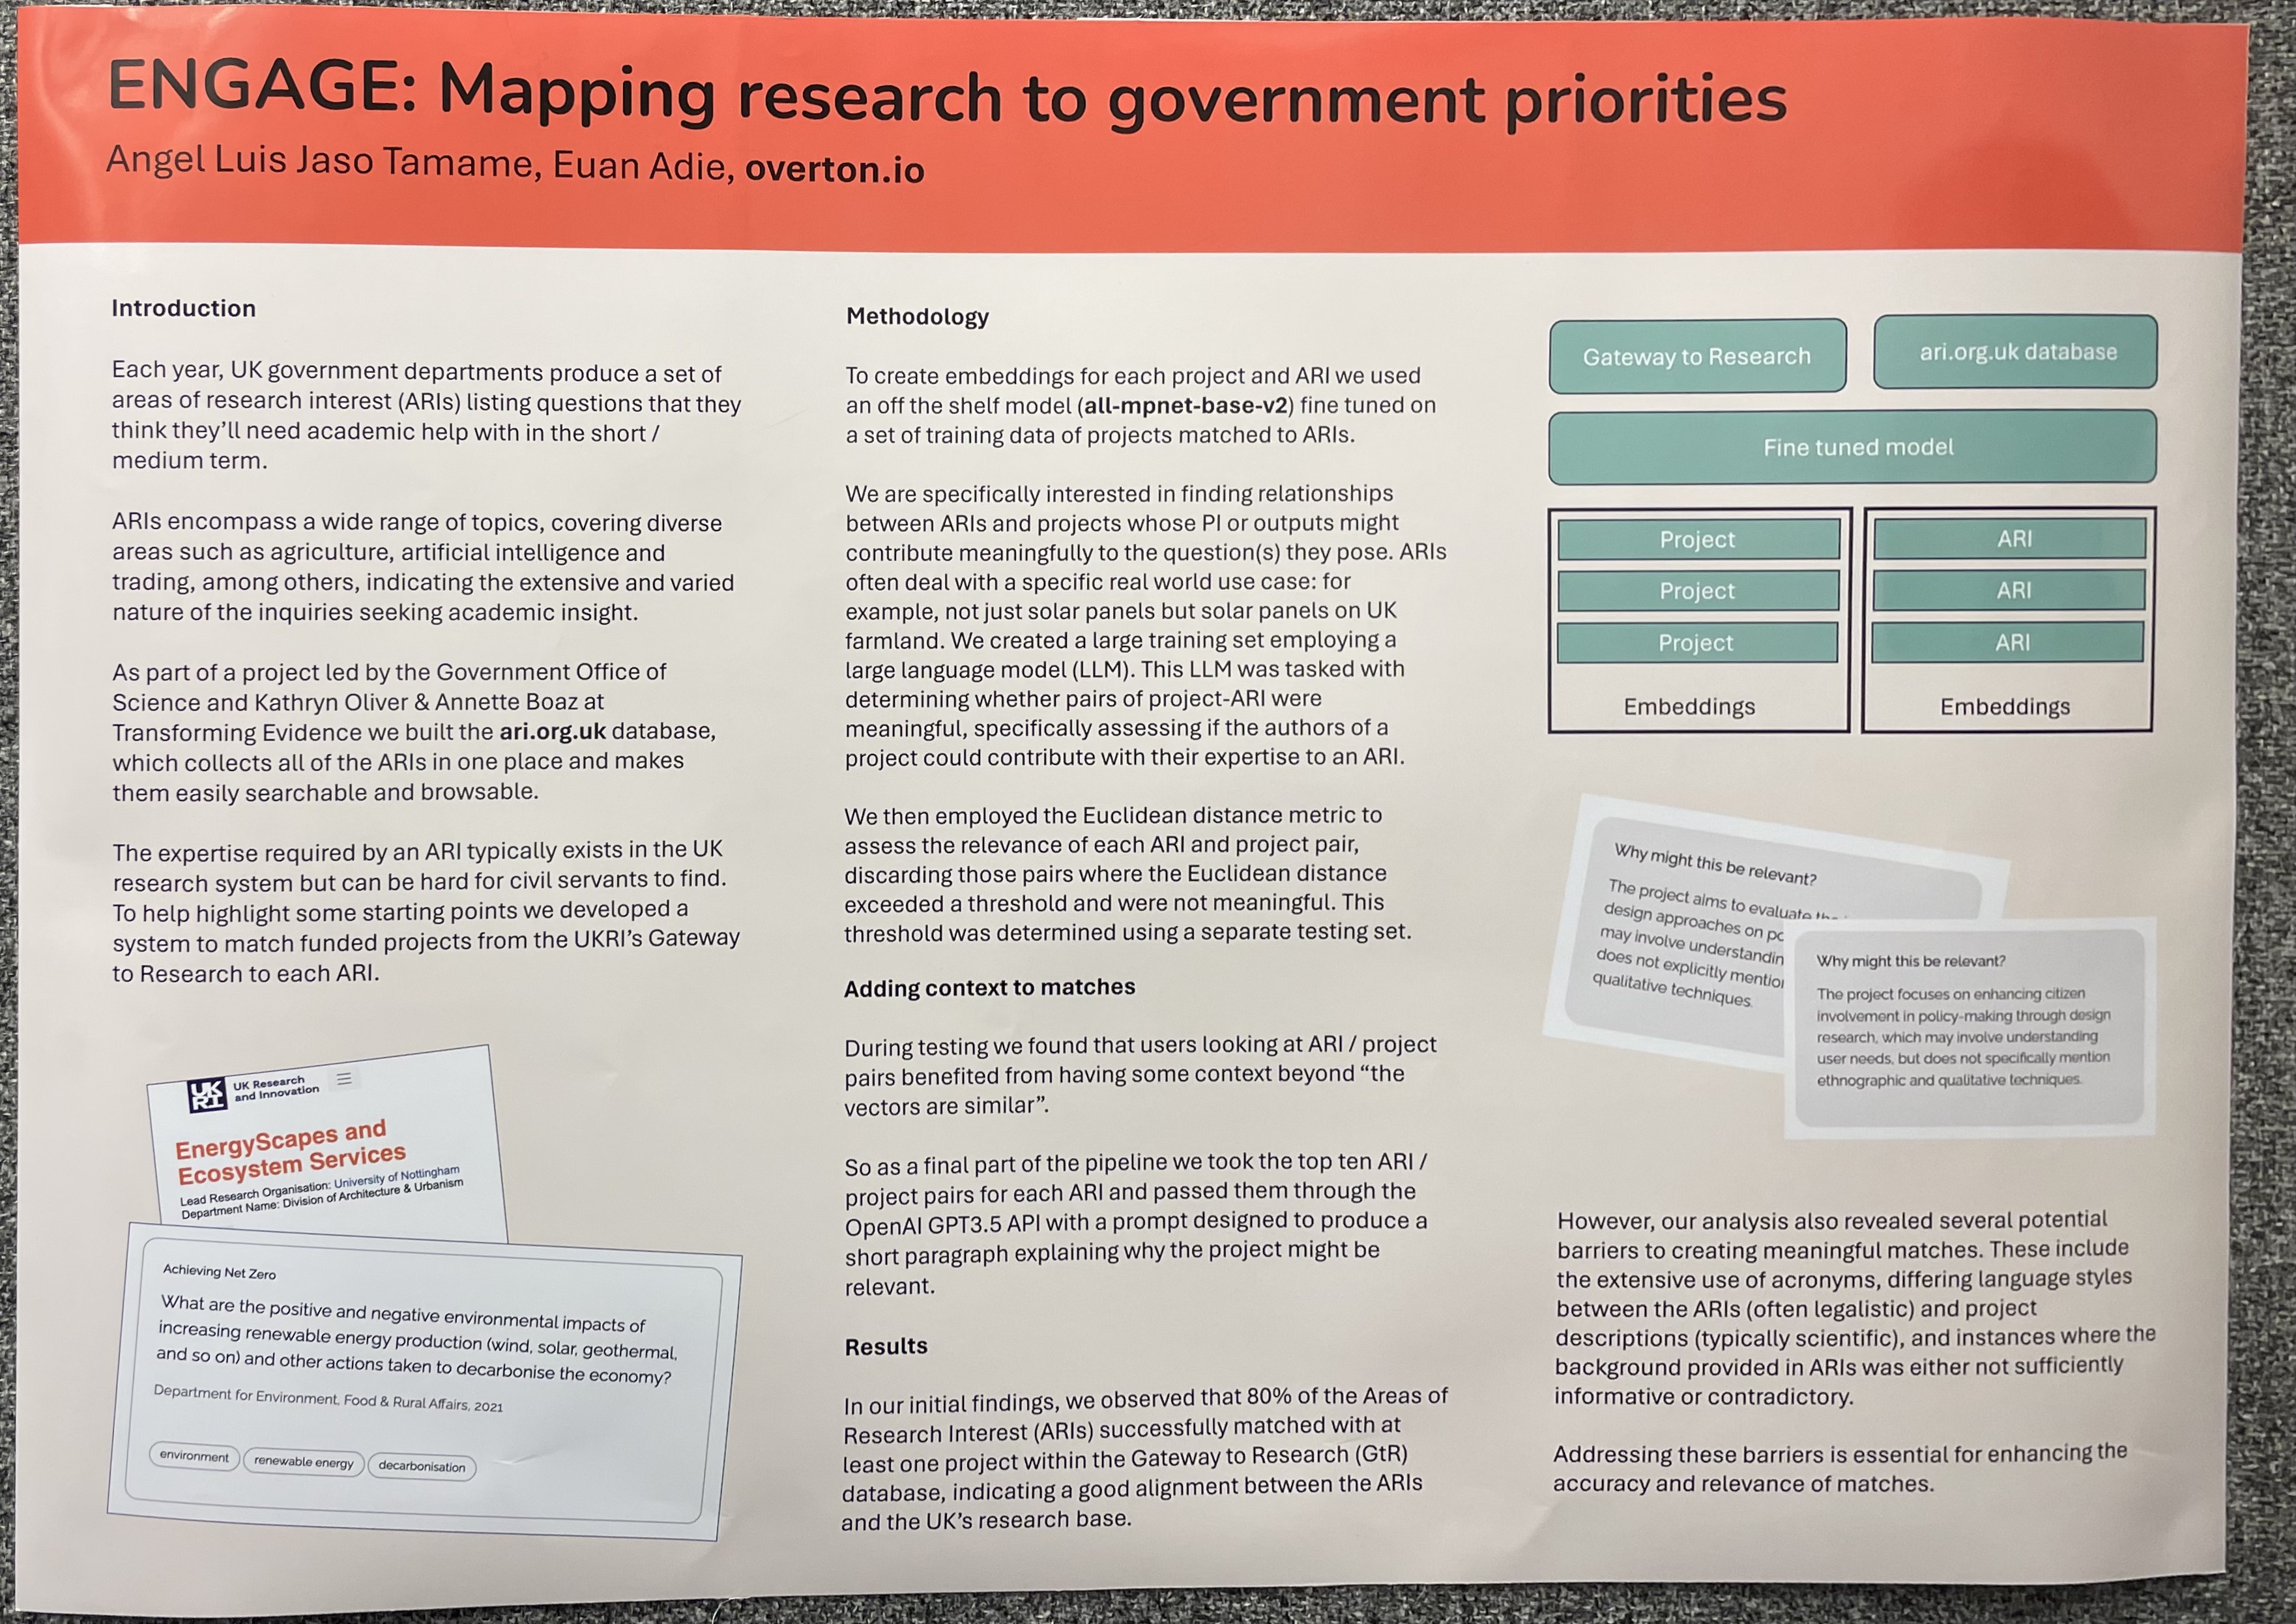 ENGAGE: Mapping research to government priorities
Angel Luis Jaso Tamame, Euan Adie, overton.io
Introduction
Each year, UK government departments produce a set of
areas of research interest (ARIs) listing questions that they
think they'll need academic help with in the short /
medium term.
ARIs encompass a wide range of topics, covering diverse
areas such as agriculture, artificial intelligence and
trading, among others, indicating the extensive and varied
nature of the inquiries seeking academic insight.
As part of a project led by the Government Office of
Science and Kathryn Oliver & Annette Boaz at
Transforming Evidence we built the ari.org.uk database,
which collects all of the ARIs in one place and makes
them easily searchable and browsable.
The expertise required by an ARI typically exists in the UK
research system but can be hard for civil servants to find.
To help highlight some starting points we developed a
system to match funded projects from the UKRI's Gateway
to Research to each ARI.
UKRI
UK Research
and Innovation
EnergyScapes and
Ecosystem Services
Lead Research Organisation: University of Nottingham
Department Name: Division of Architecture & Urbanism
Achieving Net Zero
What are the positive and negative environmental impacts of
increasing renewable energy production (wind, solar, geothermal,
and so on) and other actions taken to decarbonise the economy?
Department for Environment, Food & Rural Affairs, 2021
environment renewable energy decarbonisation
Methodology
To create embeddings for each project and ARI we used
an off the shelf model (all-mpnet-base-v2) fine tuned on
a set of training data of projects matched to ARIs.
We are specifically interested in finding relationships
between ARIs and projects whose PI or outputs might
contribute meaningfully to the question(s) they pose. ARIs
often deal with a specific real world use case: for
example, not just solar panels but solar panels on UK
farmland. We created a large training set employing a
large language model (LLM). This LLM was tasked with
determining whether pairs of project-ARI were
meaningful, specifically assessing if the authors of a
project could contribute with their expertise to an ARI.
We then employed the Euclidean distance metric to
assess the relevance of each ARI and project pair,
discarding those pairs where the Euclidean distance
exceeded a threshold and were not meaningful. This
threshold was determined using a separate testing set.
Adding context to matches
During testing we found that users looking at ARI / project
pairs benefited from having some context beyond “the
vectors are similar”.
So as a final part of the pipeline we took the top ten ARI /
project pairs for each ARI and passed them through the
OpenAI GPT3.5 API with a prompt designed to produce a
short paragraph explaining why the project might be
relevant.
Results
In our initial findings, we observed that 80% of the Areas of
Research Interest (ARIs) successfully matched with at
least one project within the Gateway to Research (GtR)
database, indicating a good alignment between the ARIs
and the UK's research base.
Gateway to Research
ari.org.uk database
Fine tuned model
Project
Project
Project
Embeddings
ARI
ARI
ARI
Embeddings
Why might this be relevant?
The project aims to evaluate
design approaches on
may involve
does not explicitly
qualitative techniques.
Why might this be relevant?
The project focuses on enhancing citizen
involvement in policy-making through design
research, which may involve understanding
user needs, but does not specifically mention
ethnographic and qualitative techniques.
However, our analysis also revealed several potential
barriers to creating meaningful matches. These include
the extensive use of acronyms, differing language styles
between the ARIs (often legalistic) and project
descriptions (typically scientific), and instances where the
background provided in ARIs was either not sufficiently
informative or contradictory.
Addressing these barriers is essential for enhancing the
accuracy and relevance of matches.